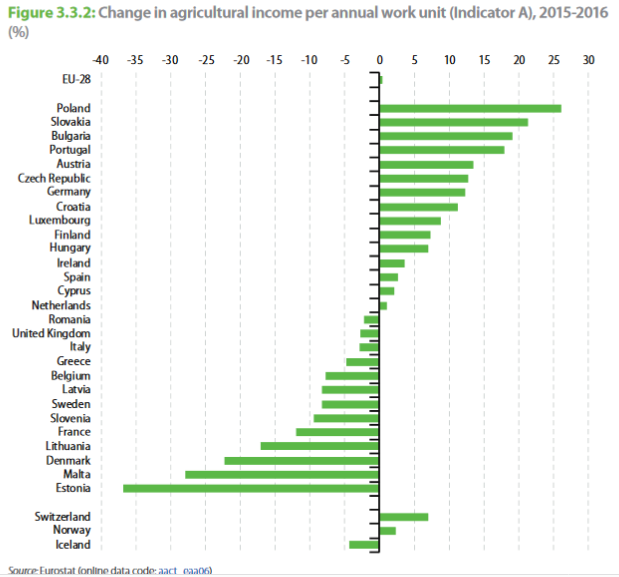 Figure 3.3.2: Change in agricultural income per annual work unit (Indicator A), 2015-2016
(%)
-40 -35 -30 -25 -20 -15 -10 -5 0 5 10 15 20 25 30
EU-28
Poland
Slovakia
Bulgaria
Portugal
Austria
Czech Republic
Germany
Croatia
Luxembourg
Finland
Hungary
Ireland
Spain
Cyprus
Netherlands
Romania
United Kingdom
Italy
Greece
Belgium
Latvia
Sweden
Slovenia
France
Lithuania
Denmark
Malta
Estonia
Switzerland
Norway
Iceland
Source: Eurostat (online data code: aact_eaa06)